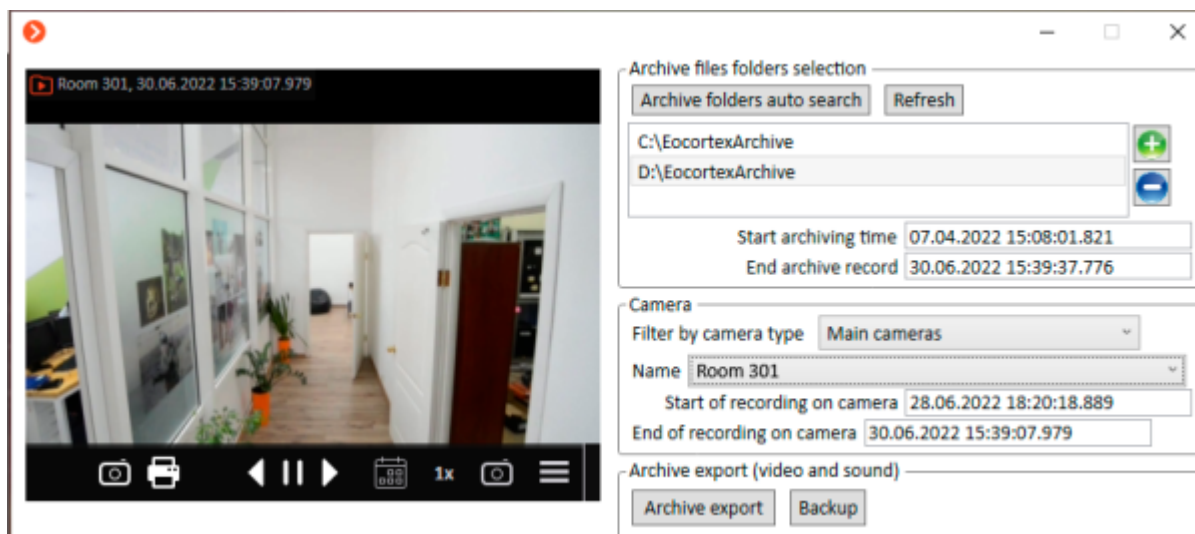 Room 301, 30.06.2022 15:39:07.979
1x
Archive files folders selection
Archive folders auto search Refresh
C:\EocortexArchive
D:\EocortexArchive
Start archiving time 07.04.2022 15:08:01.821
End archive record 30.06.2022 15:39:37.776
Camera
Filter by camera type Main cameras
Name Room 301
Start of recording on camera 28.06.2022 18:20:18.889
End of recording on camera 30.06.2022 15:39:07.979
Archive export (video and sound)
Archive export Backup